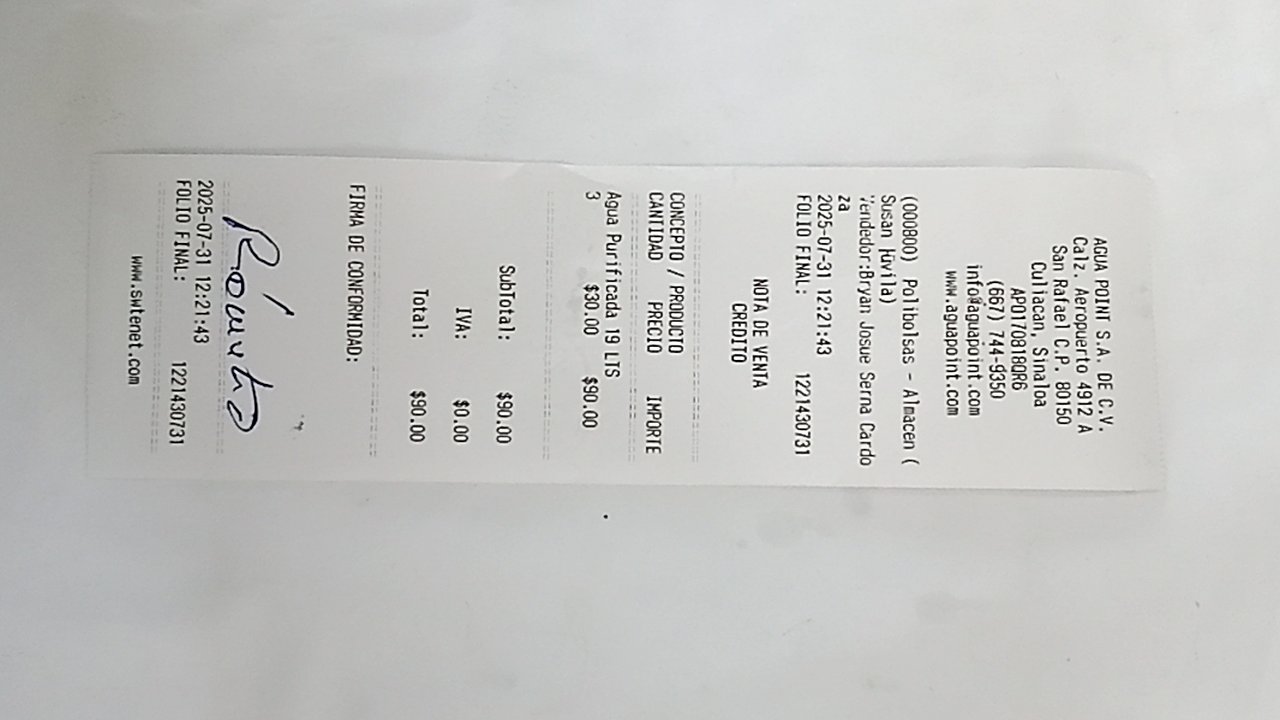 AGUA POINT S.A. DE C.V.
Calz. Aeropuerto 4912 A
San Rafael C.P. 80150
Culiacan, Sinaloa
APO170818QR6
(667) 744-9350
info@aguapoint.com
www.aguapoint.com
(000800) Polibolsas - Almacen (
Susan
Vendedor:Bryan Josue Serna Cardo
za
2025-07-31 12:21:43
FOLIO FINAL: 1221430731
NOTA DE VENTA
CREDITO
CONCEPTO / PRODUCTO
CANTIDAD PRECIO IMPORTE
Agua Purificada 19 LTS
3 $30.00 $90.00
SubTotal: $90.00
IVA: $0.00
Total: $90.00
FIRMA DE CONFORMIDAD:
2025-07-31 12:21:43
FOLIO FINAL: 1221430731
www.switenet.com